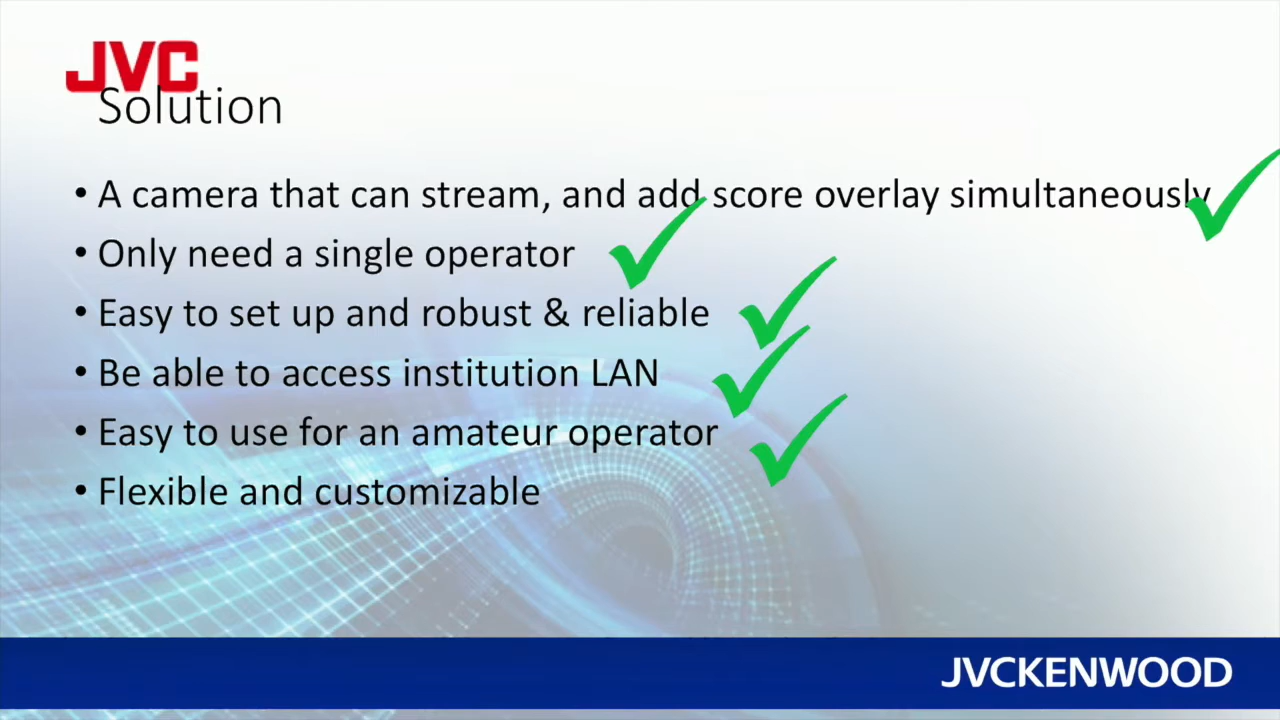 JVC
Solution
• A camera that can stream, and add score overlay simultaneously
• Only need a single operator
• Easy to set up and robust & reliable
• Be able to access institution LAN
• Easy to use for an amateur operator
• Flexible and customizable
JVCKENWOOD